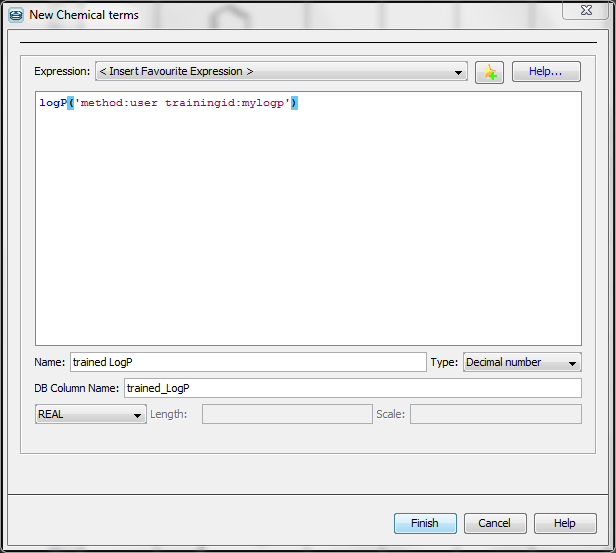 New Chemical terms
Expression: < Insert Favourite Expression > Help...
logP('method:user trainingid:mylogp')
Name: trained LogP Type: Decimal number
DB Column Name: trained_LogP
REAL Length: Scale:
Finish Cancel Help